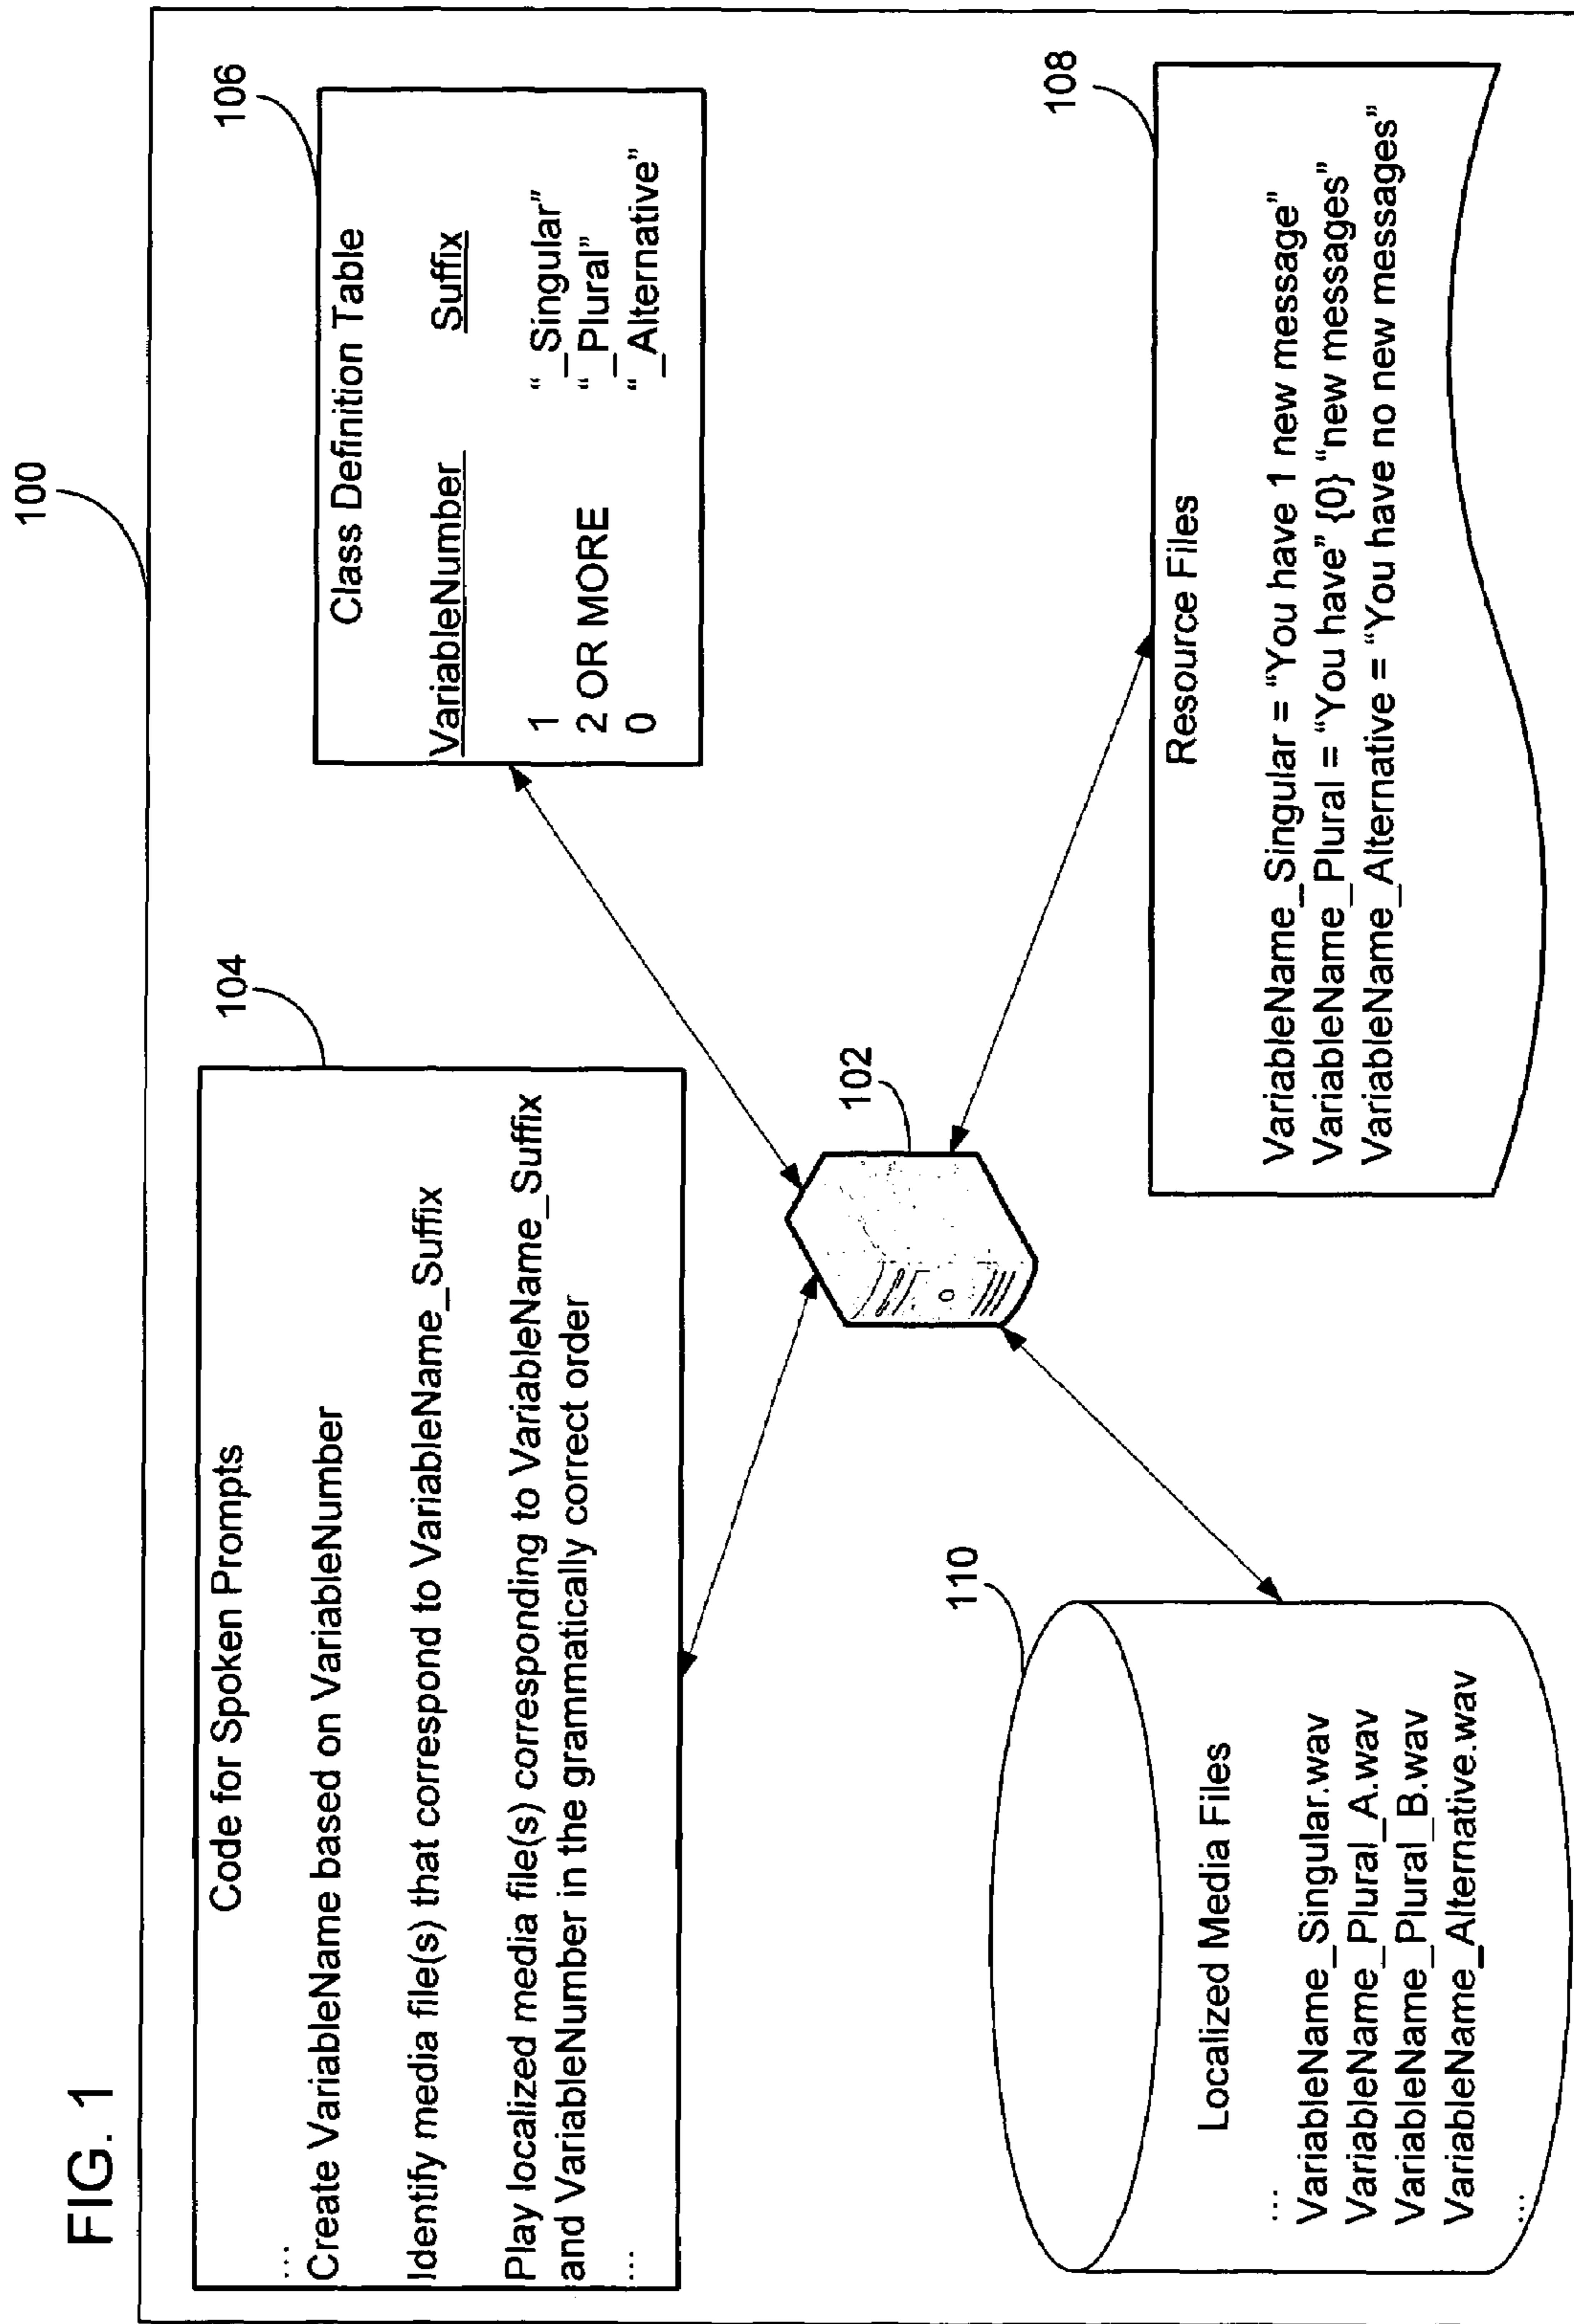 FIG. 1
100
104
Code for Spoken Prompts
...
Create VariableName based on VariableNumber
Identify media file(s) that correspond to VariableName_Suffix
Play localized media file(s) corresponding to VariableName_Suffix
and VariableNumber in the grammatically correct order
...
106
Class Definition Table
VariableNumber Suffix
1 “_Singular”
2 OR MORE “_Plural”
0 “_Alternative”
102
110
Localized Media Files
...
VariableName_Singular.wav
VariableName_Plural_A.wav
VariableName_Plural_B.wav
VariableName_Alternative.wav
...
108
Resource Files
VariableName_Singular = “You have 1 new message”
VariableName_Plural = “You have” {0} “new messages”
VariableName_Alternative = “You have no new messages”